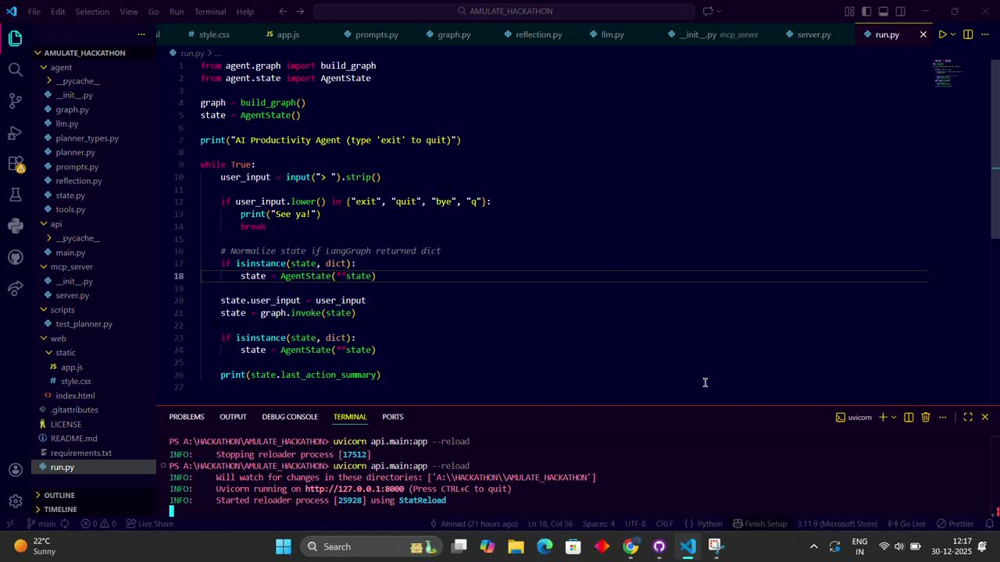 File Edit Selection View Go Run Terminal Help
AMULATE_HACKATHON
style.css app.js prompts.py graph.py reflection.py llm.py __init__.py mcp_server server.py run.py
AMULATE_HACKATHON
agent
__pycache__
__init__.py
graph.py
llm.py
planner_types.py
planner.py
prompts.py
reflection.py
state.py
tools.py
api
__pycache__
main.py
mcp_server
__init__.py
server.py
scripts
test_planner.py
web
static
app.js
style.css
index.html
.gitattributes
LICENSE
README.md
requirements.txt
run.py
OUTLINE
TIMELINE
run.py > ...
1 from agent.graph import build_graph
2 from agent.state import AgentState
3
4 graph = build_graph()
5 state = AgentState()
6
7 print("AI Productivity Agent (type 'exit' to quit)")
8
9 while True:
10 user_input = input("> ").strip()
11
12 if user_input.lower() in {"exit", "quit", "bye", "q"}:
13 print("See ya!")
14 break
15
16 # Normalize state if LangGraph returned dict
17 if isinstance(state, dict):
18 state = AgentState(**state)
19
20 state.user_input = user_input
21 state = graph.invoke(state)
22
23 if isinstance(state, dict):
24 state = AgentState(**state)
25
26 print(state.last_action_summary)
27
PROBLEMS OUTPUT DEBUG CONSOLE TERMINAL PORTS
uvicorn
PS A:\HACKATHON\AMULATE_HACKATHON> uvicorn api.main:app --reload
INFO: Stopping reloader process [17512]
PS A:\HACKATHON\AMULATE_HACKATHON> uvicorn api.main:app --reload
INFO: Will watch for changes in these directories: ['A:\\HACKATHON\\AMULATE_HACKATHON']
INFO: Uvicorn running on http://127.0.0.1:8000 (Press CTRL+C to quit)
INFO: Started reloader process [25928] using StatReload
main 0 0 Live Share Ahmad (21 hours ago) Ln 18, Col 36 Spaces: 4 UTF-8 CRLF { } Python Finish Setup 3.11.9 (Microsoft Store) Go Live Prettier
22°C
Sunny
Search
ENG
IN
12:17
30-12-2025